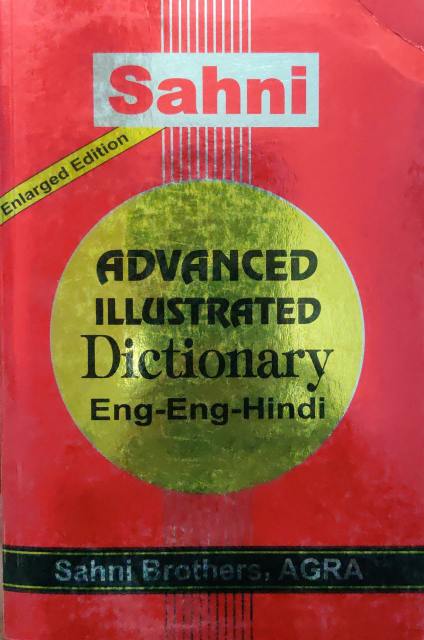 Sahni
Enlarged Edition
ADVANCED
ILLUSTRATED
Dictionary
Eng-Eng-Hindi
Sahni Brothers, AGRA